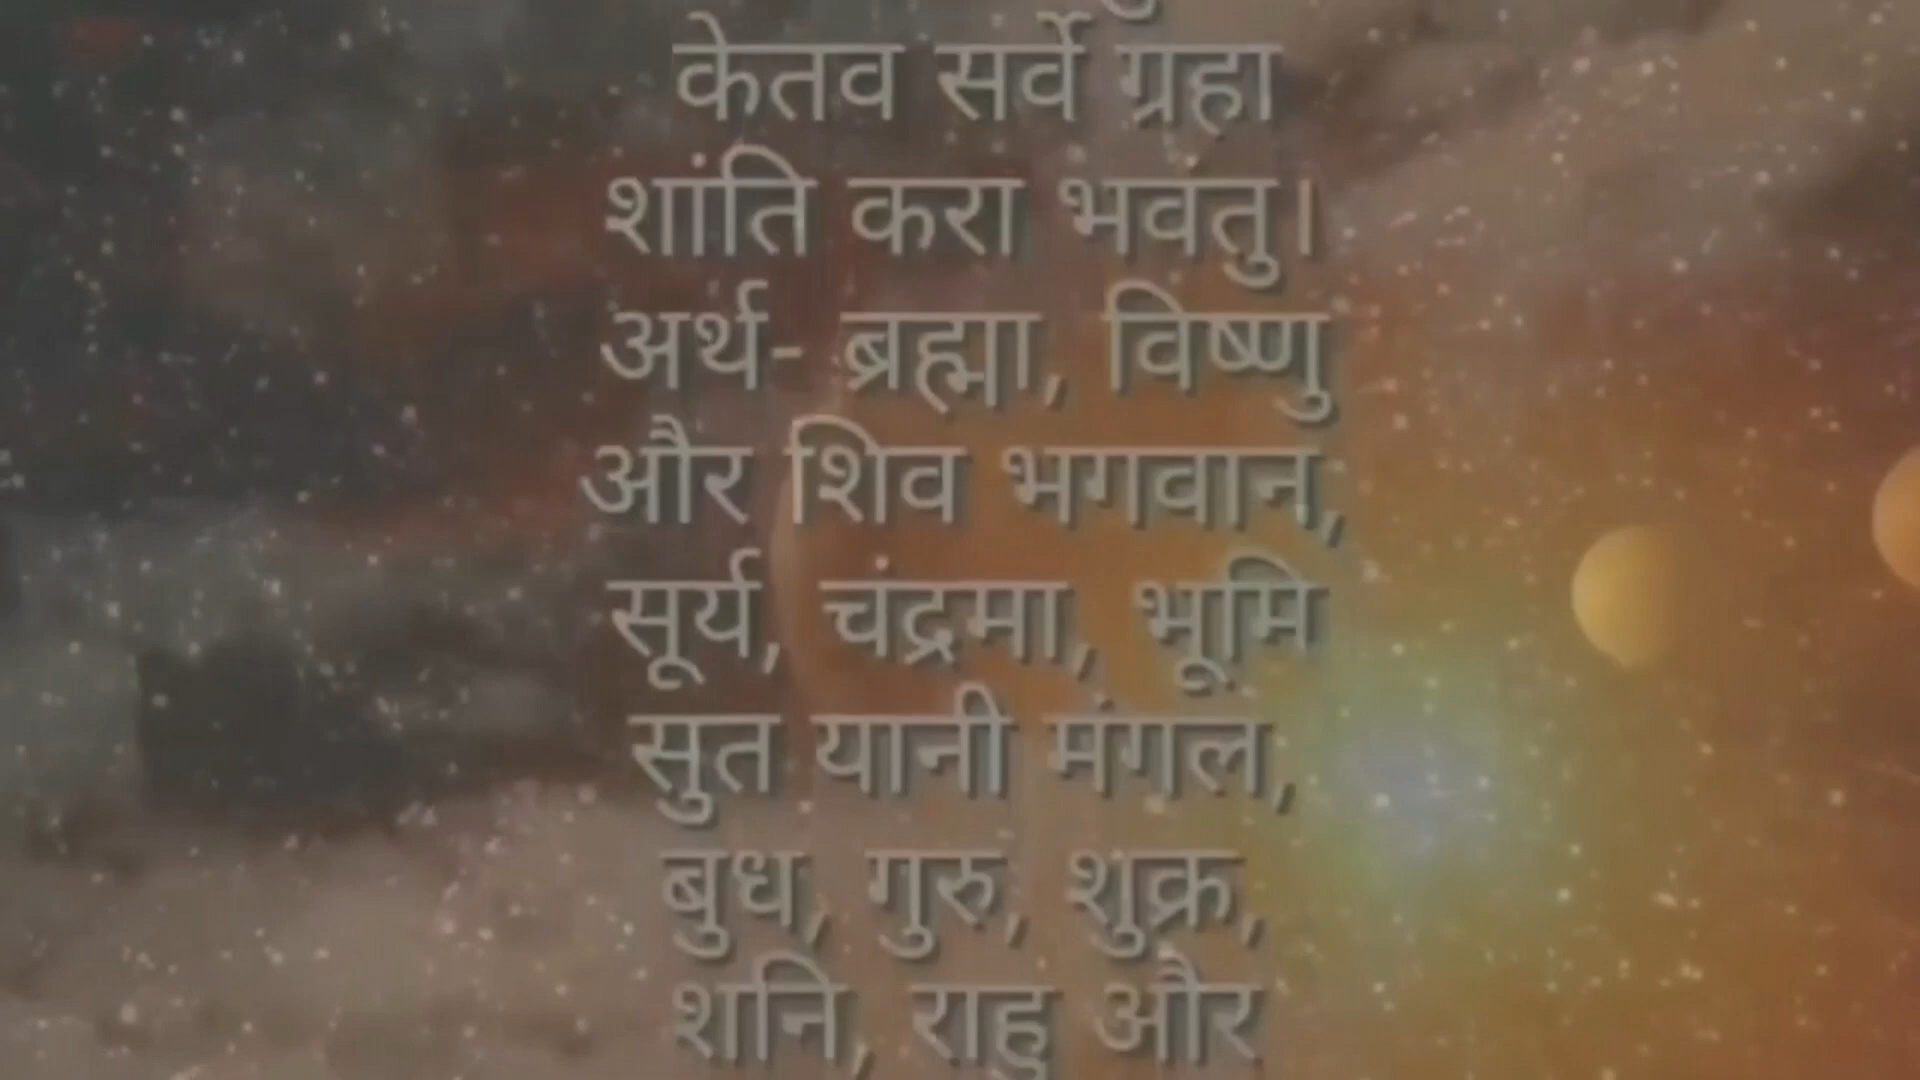 केतव सर्वे ग्रहा
शांति करा भवंतु।
अर्थ- ब्रह्मा, विष्णु
और शिव भगवान,
सूर्य, चंद्रमा, भूमि
सुत यानी मंगल,
बुध, गुरु, शुक्र,
शनि, राहु और